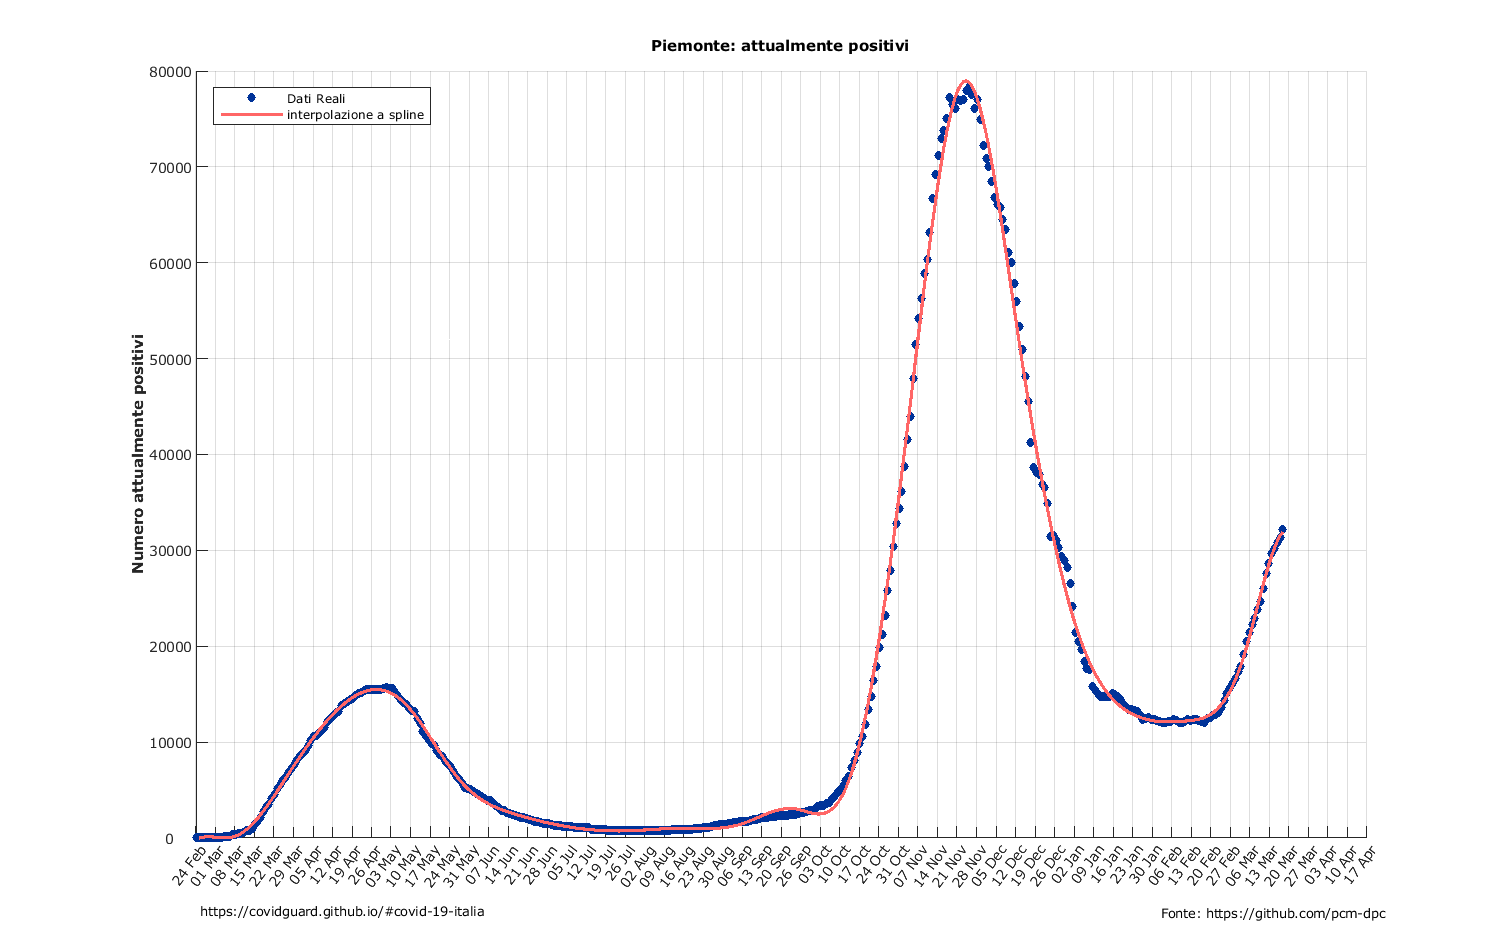 Piemonte: attualmente positivi
Dati Reali
interpolazione a spline
Numero attualmente positivi
80000
70000
60000
50000
40000
30000
20000
10000
0
24 Feb
01 Mar
08 Mar
15 Mar
22 Mar
29 Mar
05 Apr
12 Apr
19 Apr
26 Apr
03 May
10 May
17 May
24 May
31 May
07 Jun
14 Jun
21 Jun
28 Jun
05 Jul
12 Jul
19 Jul
26 Jul
02 Aug
09 Aug
16 Aug
23 Aug
30 Aug
06 Sep
13 Sep
20 Sep
26 Sep
03 Oct
10 Oct
17 Oct
24 Oct
31 Nov
07 Nov
14 Nov
21 Nov
28 Dec
05 Dec
12 Dec
19 Dec
26 Jan
02 Jan
09 Jan
16 Jan
23 Jan
30 Jan
06 Feb
13 Feb
20 Feb
27 Mar
06 Mar
13 Mar
20 Mar
27 Mar
03 Apr
10 Apr
17 Apr
https://covidguard.github.io/#covid-19-italia
Fonte: https://github.com/pcm-dpc